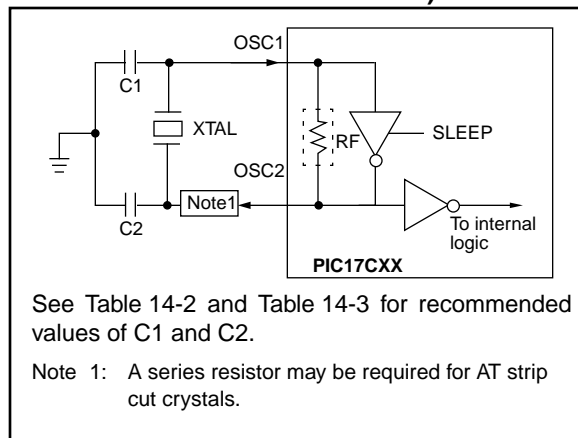 OSC1
C1
XTAL
RF
SLEEP
OSC2
Note1
C2
To internal
logic
PIC17CXX
See Table 14-2 and Table 14-3 for recommended
values of C1 and C2.
Note 1: A series resistor may be required for AT strip
cut crystals.